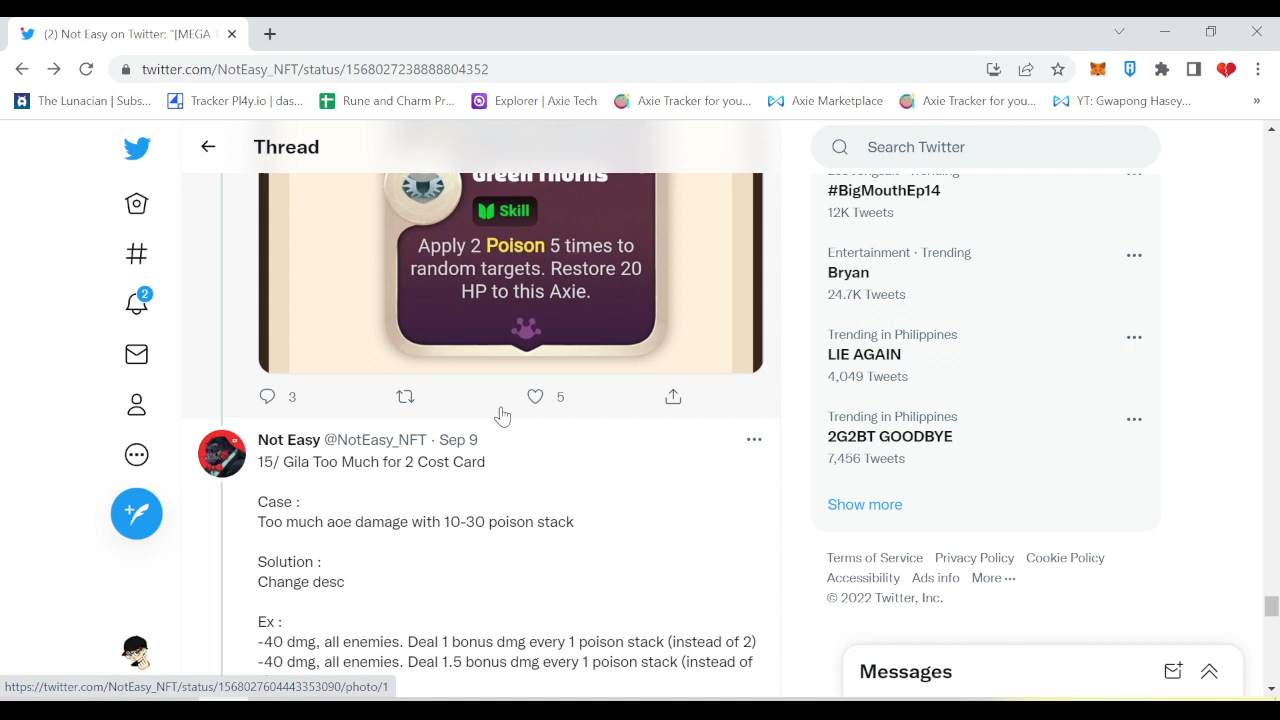 (2) Not Easy on Twitter: "[MEGA
twitter.com/NotEasy_NFT/status/1568027238888804352
The Lunacian | Subs...
Tracker Pl4y.io | das...
Rune and Charm Pr...
Explorer | Axie Tech
Axie Tracker for you...
Axie Marketplace
Axie Tracker for you...
YT: Gwapong Hasey...
»
Thread
Search Twitter
2
Green Thorns
Skill
Apply 2 Poison 5 times to
random targets. Restore 20
HP to this Axie.
3
5
Not Easy @NotEasy_NFT · Sep 9
15/ Gila Too Much for 2 Cost Card
Case :
Too much aoe damage with 10-30 poison stack
Solution :
Change desc
Ex :
-40 dmg, all enemies. Deal 1 bonus dmg every 1 poison stack (instead of 2)
-40 dmg, all enemies. Deal 1.5 bonus dmg every 1 poison stack (instead of
https://twitter.com/NotEasy_NFT/status/1568027604443353090/photo/1
#BigMouthEp14
12K Tweets
Entertainment · Trending
Bryan
24.7K Tweets
Trending in Philippines
LIE AGAIN
4,049 Tweets
Trending in Philippines
2G2BT GOODBYE
7,456 Tweets
Show more
Terms of Service Privacy Policy Cookie Policy
Accessibility Ads info More ···
© 2022 Twitter, Inc.
Messages